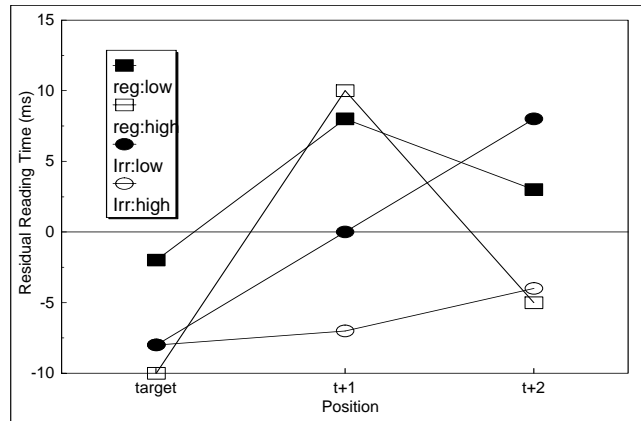 15
10
5
0
-5
-10
Residual Reading Time (ms)
reg:low
reg:high
Irr:low
Irr:high
target
t+1
t+2
Position